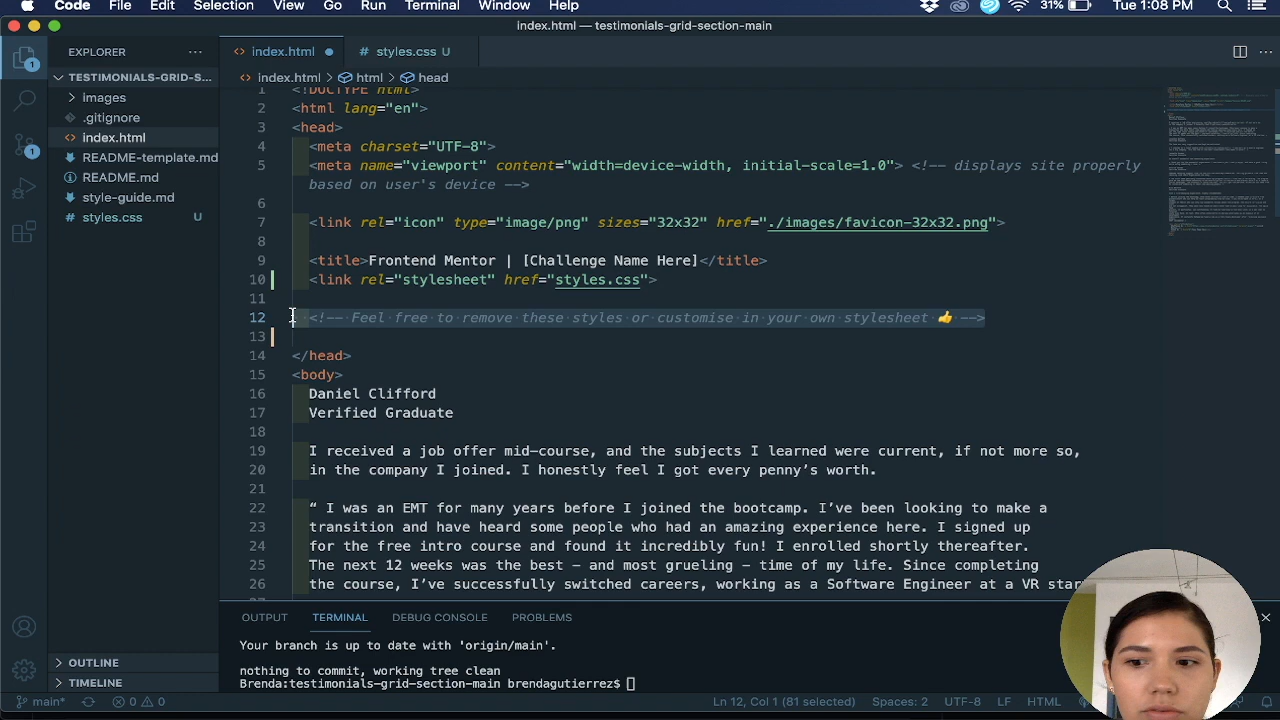 Code File Edit Selection View Go Run Terminal Window Help 31% Tue 1:08 PM
index.html — testimonials-grid-section-main
EXPLORER
TESTIMONIALS-GRID-S...
images
.gitignore
index.html
README-template.md
README.md
style-guide.md
styles.css U
index.html
styles.css U
index.html > html > head
1 <!DOCTYPE html>
2 <html lang="en">
3 <head>
4 <meta charset="UTF-8">
5 <meta name="viewport" content="width=device-width, initial-scale=1.0"> <!-- displays site properly
based on user's device -->
6
7 <link rel="icon" type="image/png" sizes="32x32" href="./images/favicon-32x32.png">
8
9 <title>Frontend Mentor | [Challenge Name Here]</title>
10 <link rel="stylesheet" href="styles.css">
11
12 <!-- Feel free to remove these styles or customise in your own stylesheet 👍 -->
13
14 </head>
15 <body>
16 Daniel Clifford
17 Verified Graduate
18
19 I received a job offer mid-course, and the subjects I learned were current, if not more so,
20 in the company I joined. I honestly feel I got every penny’s worth.
21
22 “ I was an EMT for many years before I joined the bootcamp. I’ve been looking to make a
23 transition and have heard some people who had an amazing experience here. I signed up
24 for the free intro course and found it incredibly fun! I enrolled shortly thereafter.
25 The next 12 weeks was the best – and most grueling – time of my life. Since completing
26 the course, I’ve successfully switched careers, working as a Software Engineer at a VR star
OUTPUT TERMINAL DEBUG CONSOLE PROBLEMS
Your branch is up to date with 'origin/main'.
nothing to commit, working tree clean
Brenda:testimonials-grid-section-main brendagutierrez$
OUTLINE
TIMELINE
main* 0 0 Ln 12, Col 1 (81 selected) Spaces: 2 UTF-8 LF HTML